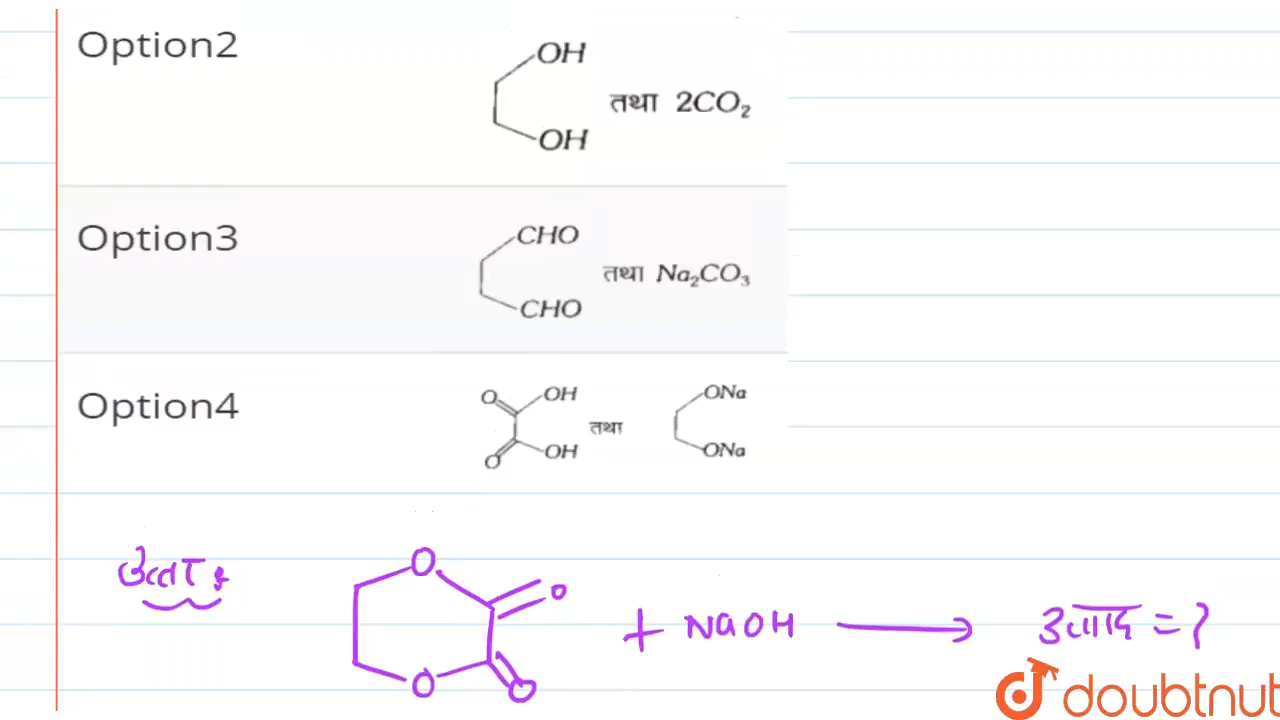 Option2
OH
तथा 2CO₂
OH
Option3
CHO
तथा Na₂CO₃
CHO
Option4
O OH ONa
तथा
O OH ONa
उत्तर :
O
O
+ NaOH ⟶ उत्पाद = ?
O O
doubtnut